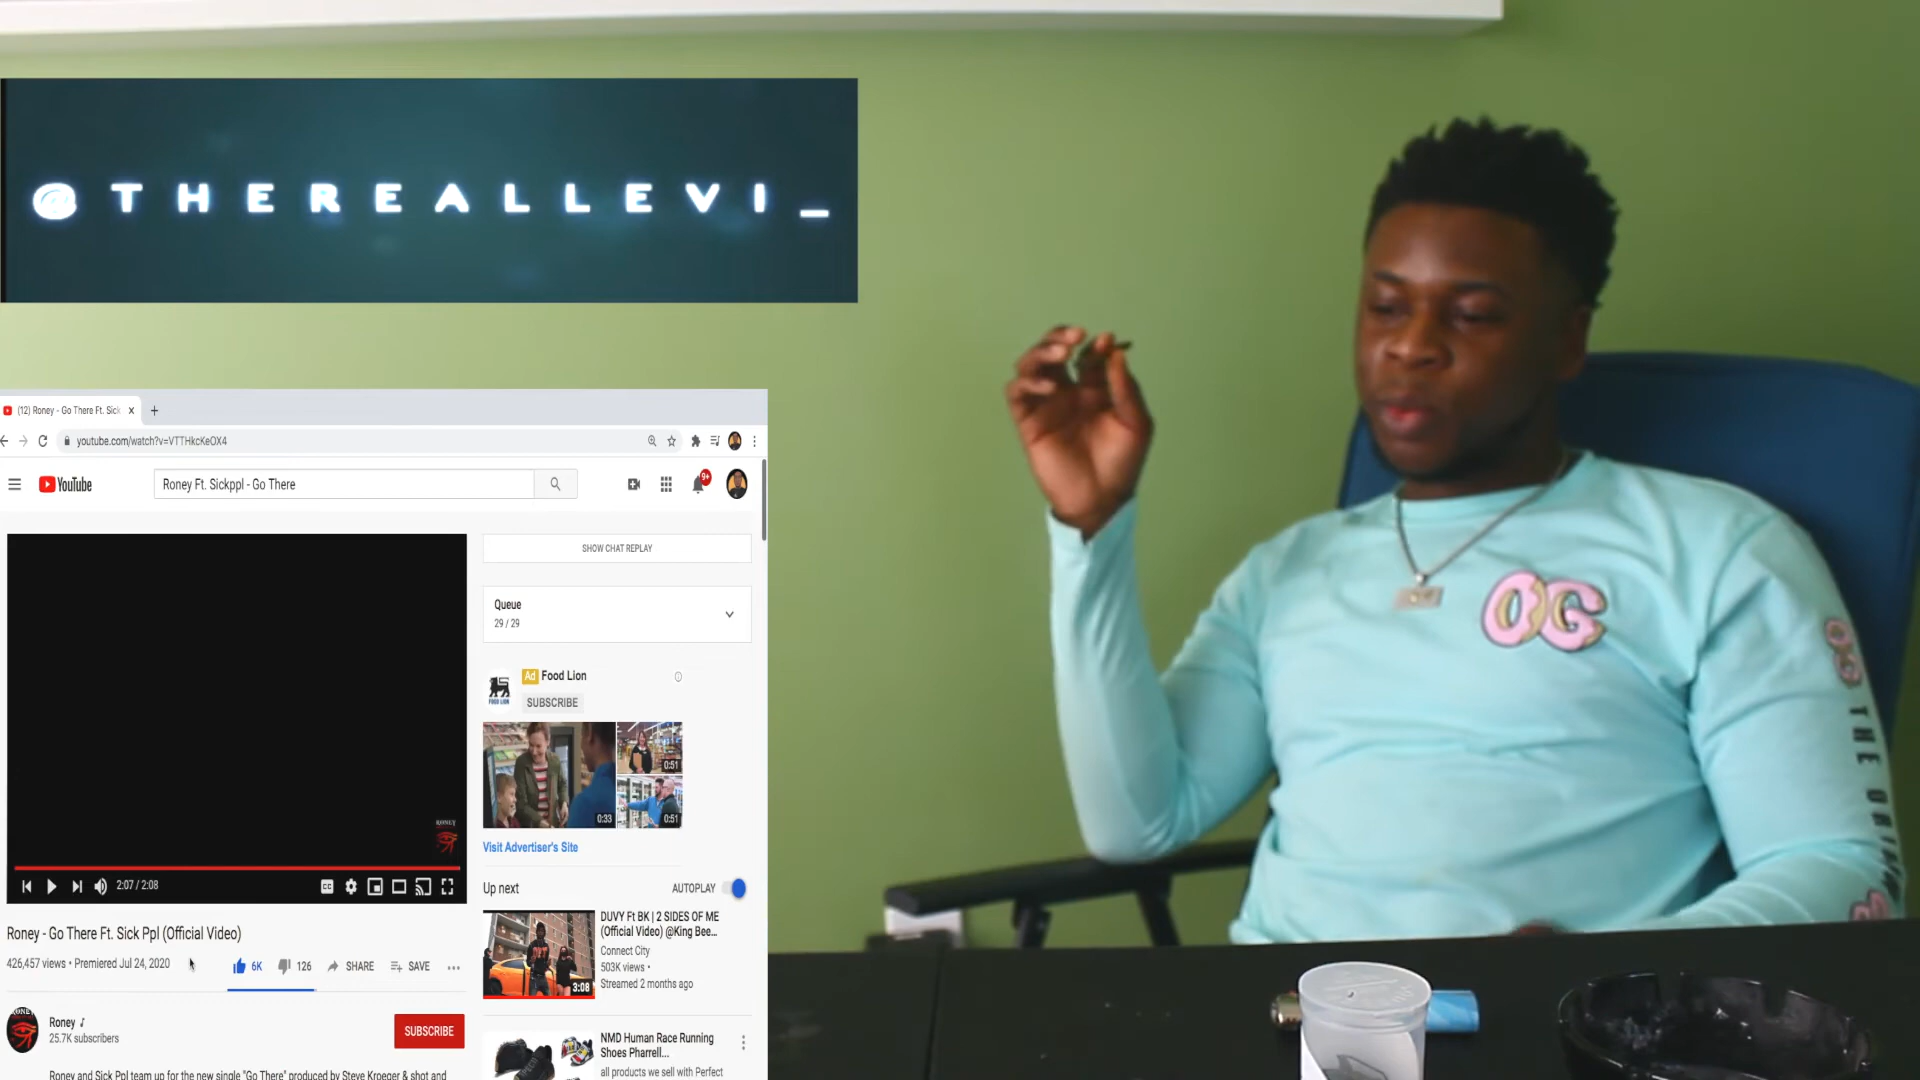 @THEREALLEVI_
(12) Roney - Go There Ft. Sick
youtube.com/watch?v=VTTHkcKeOX4
YouTube
Roney Ft. Sickppl - Go There
9+
SHOW CHAT REPLAY
Queue
29 / 29
Ad Food Lion
SUBSCRIBE
FOOD LION
0:33
0:51
0:51
Visit Advertiser's Site
RONEY
2:07 / 2:08
Up next
AUTOPLAY
DUVY Ft BK | 2 SIDES OF ME
(Official Video) @King Bee...
Connect City
503K views •
Streamed 2 months ago
3:08
Roney - Go There Ft. Sick Ppl (Official Video)
426,457 views • Premiered Jul 24, 2020
6K
126
SHARE
SAVE
Roney
25.7K subscribers
SUBSCRIBE
NMD Human Race Running
Shoes Pharrell...
all products we sell with Perfect
Roney and Sick Ppl team up for the new single "Go There" produced by Steve Kroeger & shot and
OG
OG THE